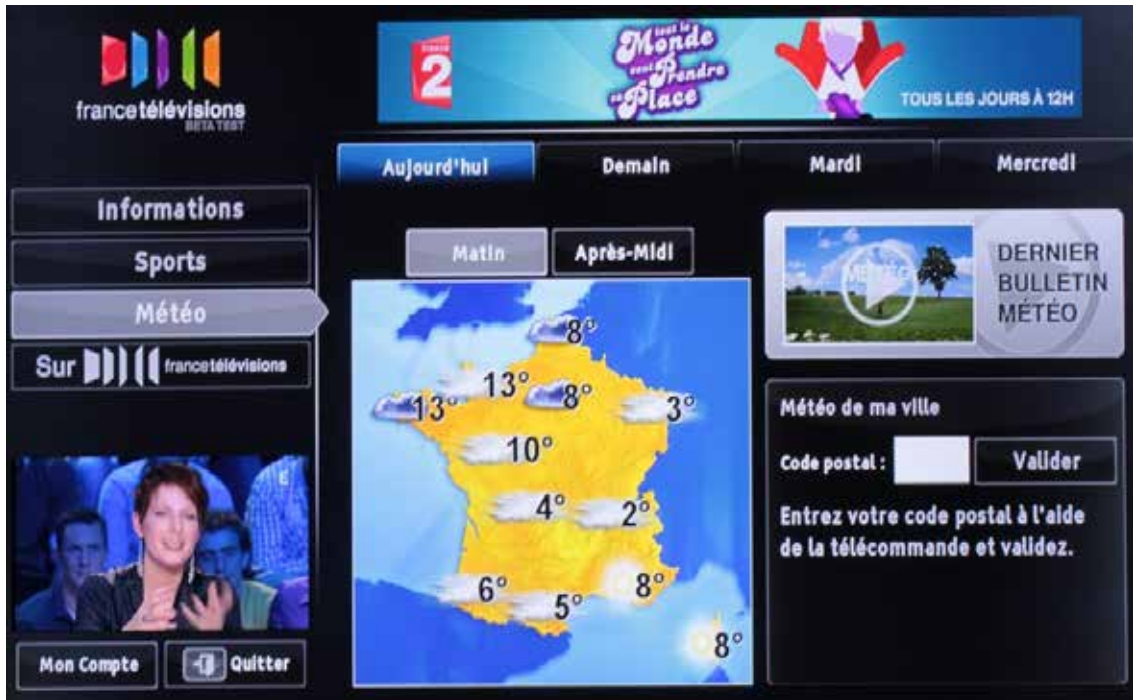 francetélévisions
BETA TEST
france
2
tout le
Monde
veut Prendre
sa Place
TOUS LES JOURS À 12H
Aujourd'hui
Demain
Mardi
Mercredi
Informations
Sports
Météo
Sur francetélévisions
Matin
Après-Midi
8°
13°
13°
8°
3°
10°
4°
2°
6°
5°
8°
8°
MÉTÉO
DERNIER
BULLETIN
MÉTÉO
Météo de ma ville
Code postal :
Valider
Entrez votre code postal à l'aide
de la télécommande et validez.
Mon Compte
Quitter